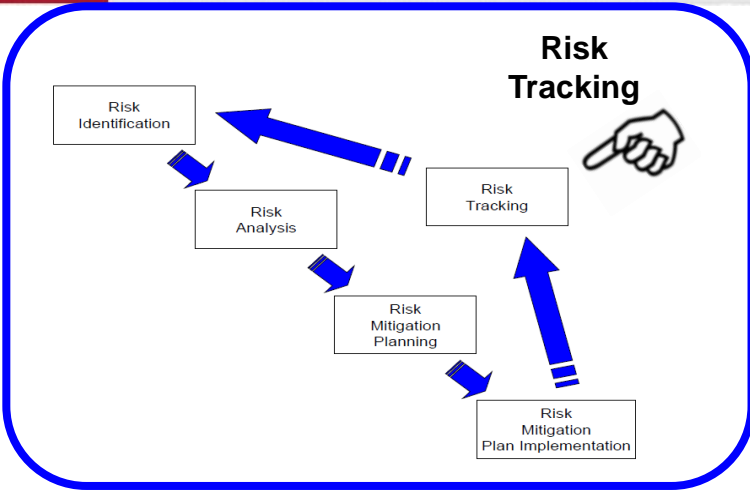 Risk
Tracking
Risk
Identification
Risk
Tracking
Risk
Analysis
Risk
Mitigation
Planning
Risk
Mitigation
Plan Implementation